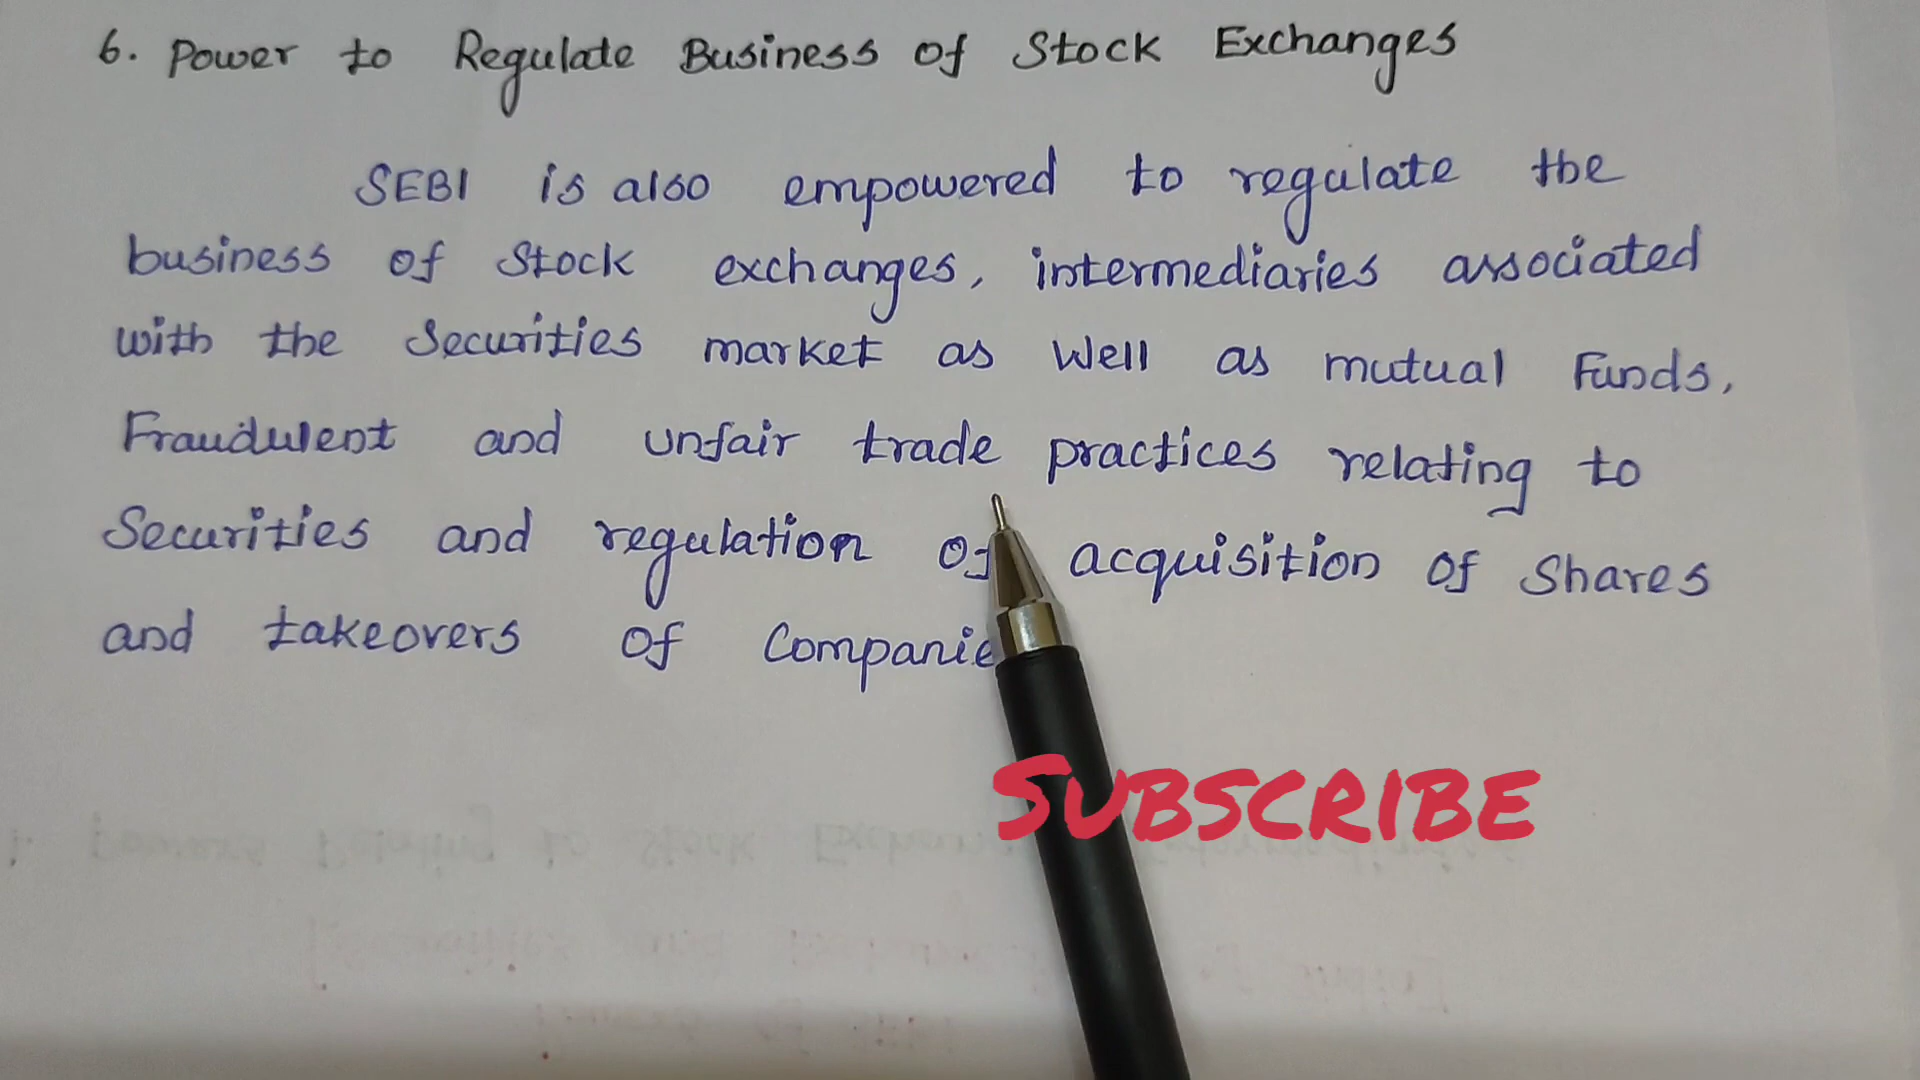 6. Power to Regulate Business of Stock Exchanges
SEBI is also empowered to regulate the
business of Stock exchanges, intermediaries associated
with the Securities market as well as mutual Funds,
Fraudulent and unfair trade practices relating to
Securities and regulation of acquisition of Shares
and takeovers of Companie
SUBSCRIBE